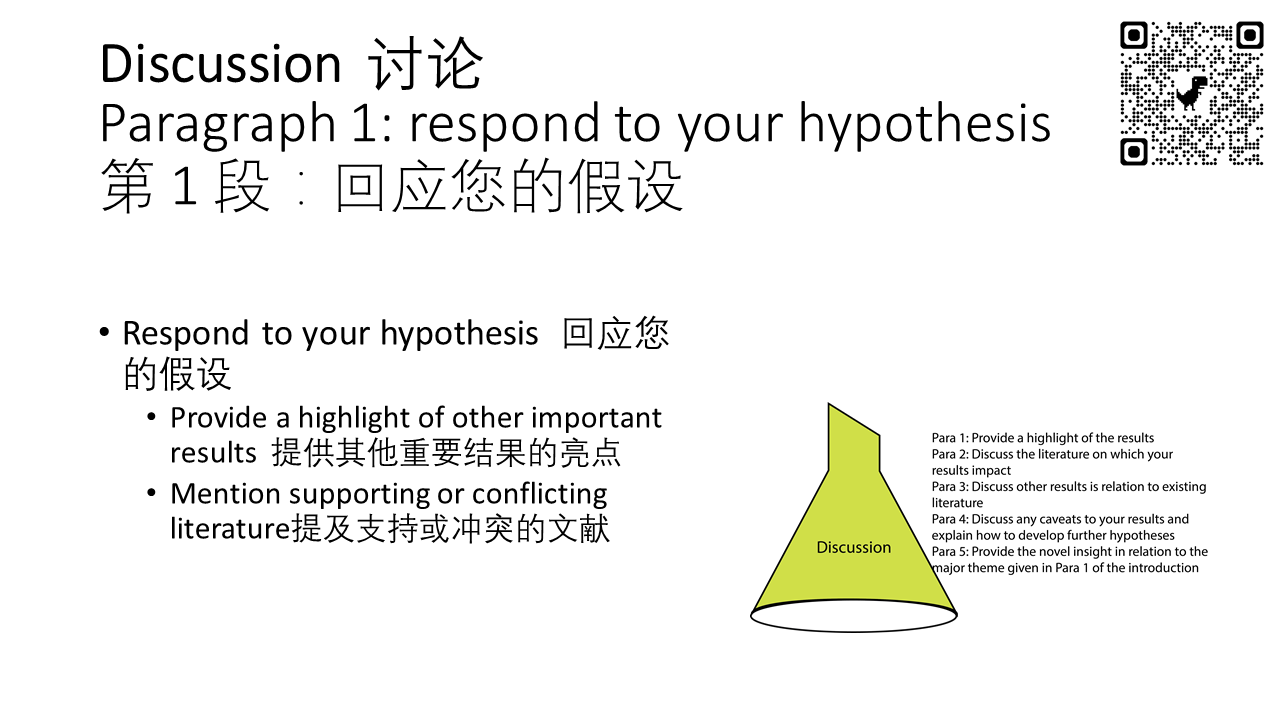 Discussion 讨论
Paragraph 1: respond to your hypothesis
第 1 段：回应您的假设
• Respond to your hypothesis 回应您
的假设
• Provide a highlight of other important
results 提供其他重要结果的亮点
• Mention supporting or conflicting
literature提及支持或冲突的文献
Discussion
Para 1: Provide a highlight of the results
Para 2: Discuss the literature on which your
results impact
Para 3: Discuss other results is relation to existing
literature
Para 4: Discuss any caveats to your results and
explain how to develop further hypotheses
Para 5: Provide the novel insight in relation to the
major theme given in Para 1 of the introduction